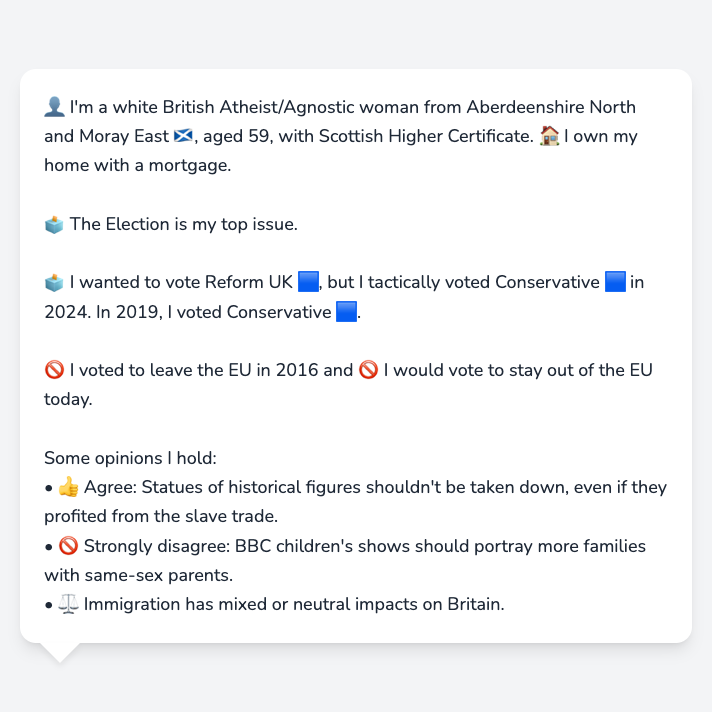 👤 I'm a white British Atheist/Agnostic woman from Aberdeenshire North
and Moray East 🏴󠁧󠁢󠁳󠁣󠁴󠁿, aged 59, with Scottish Higher Certificate. 🏠 I own my
home with a mortgage.
🗳️ The Election is my top issue.
🗳️ I wanted to vote Reform UK 🟦, but I tactically voted Conservative 🟦 in
2024. In 2019, I voted Conservative 🟦.
🚫 I voted to leave the EU in 2016 and 🚫 I would vote to stay out of the EU
today.
Some opinions I hold:
• 👍 Agree: Statues of historical figures shouldn't be taken down, even if they
profited from the slave trade.
• 🚫 Strongly disagree: BBC children's shows should portray more families
with same-sex parents.
• ⚖️ Immigration has mixed or neutral impacts on Britain.